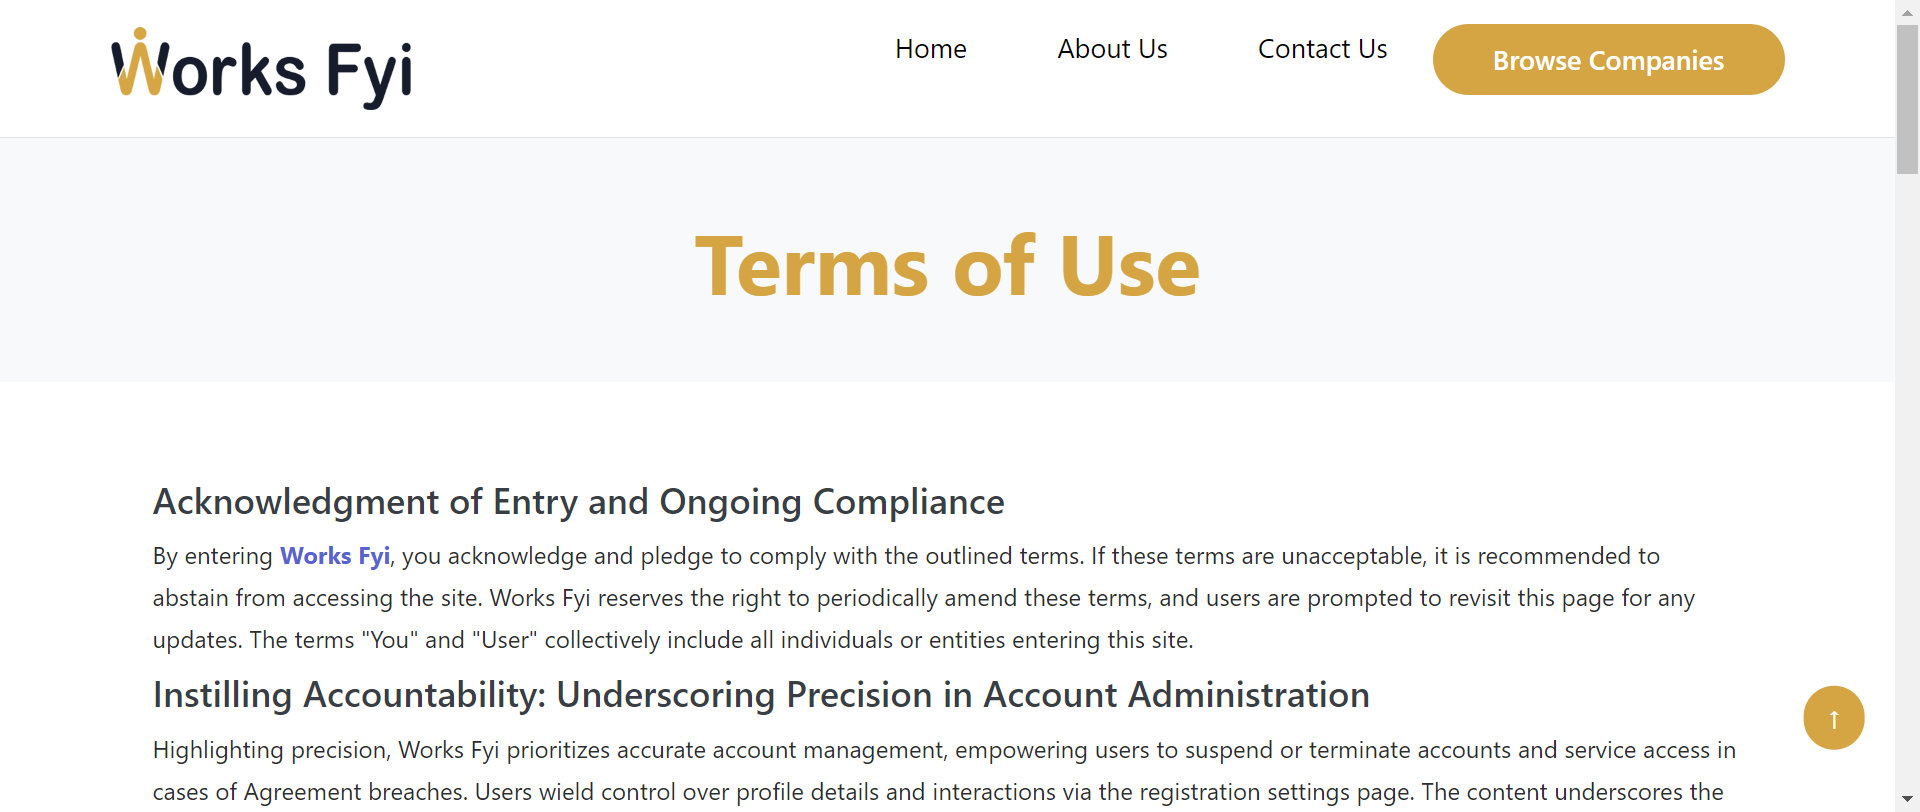 Works Fyi
Home
About Us
Contact Us
Browse Companies
Terms of Use
Acknowledgment of Entry and Ongoing Compliance
By entering Works Fyi, you acknowledge and pledge to comply with the outlined terms. If these terms are unacceptable, it is recommended to
abstain from accessing the site. Works Fyi reserves the right to periodically amend these terms, and users are prompted to revisit this page for any
updates. The terms "You" and "User" collectively include all individuals or entities entering this site.
Instilling Accountability: Underscoring Precision in Account Administration
Highlighting precision, Works Fyi prioritizes accurate account management, empowering users to suspend or terminate accounts and service access in
cases of Agreement breaches. Users wield control over profile details and interactions via the registration settings page. The content underscores the
↑